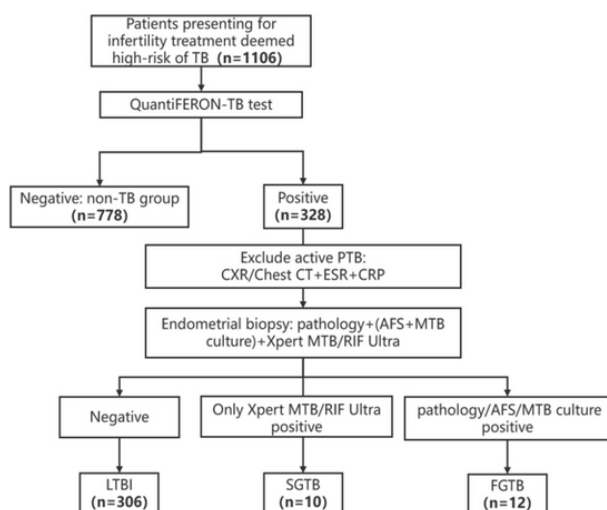 Patients presenting for
infertility treatment deemed
high-risk of TB (n=1106)
QuantiFERON-TB test
Negative: non-TB group
(n=778)
Positive
(n=328)
Exclude active PTB:
CXR/Chest CT+ESR+CRP
Endometrial biopsy: pathology+(AFS+MTB
culture)+Xpert MTB/RIF Ultra
Negative
Only Xpert MTB/RIF Ultra
positive
pathology/AFS/MTB culture
positive
LTBI
(n=306)
SGTB
(n=10)
FGTB
(n=12)